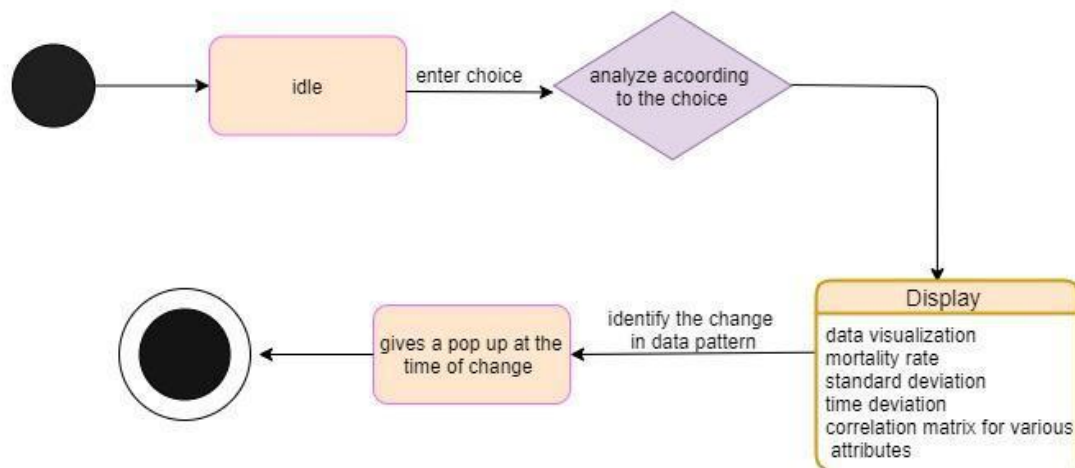 idle
enter choice
analyze acoording
to the choice
Display
data visualization
mortality rate
standard deviation
time deviation
correlation matrix for various
attributes
identify the change
in data pattern
gives a pop up at the
time of change